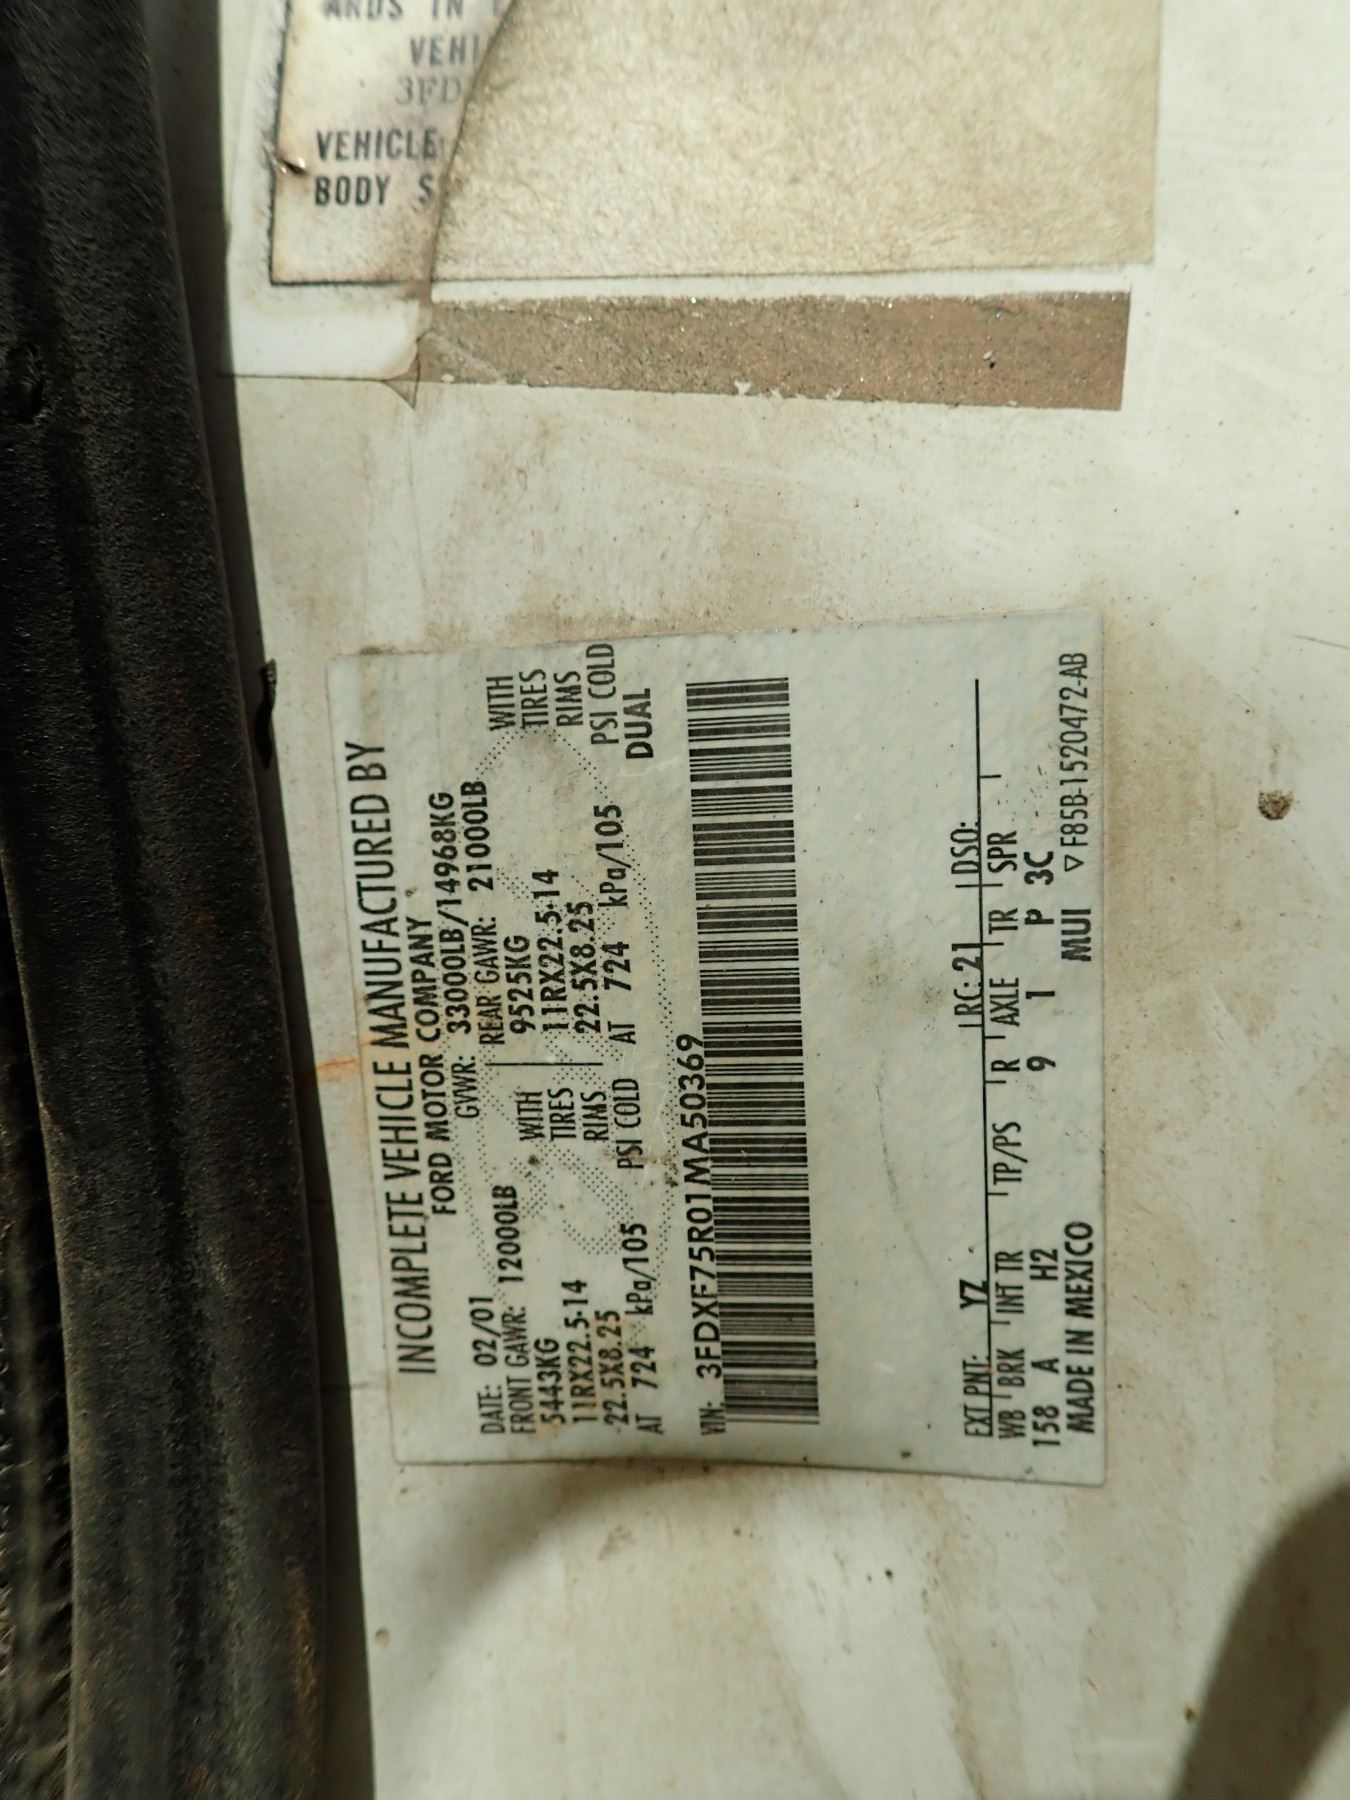 ARDS IN
VEHI
3FD
VEHICLE
BODY S
INCOMPLETE VEHICLE MANUFACTURED BY
FORD MOTOR COMPANY
DATE: 02/01 GVWR: 33000LB/14968KG
FRONT GAWR: 12000LB REAR GAWR: 21000LB
5443KG WITH 9525KG WITH
11RX22.5-14 TIRES 11RX22.5-14 TIRES
22.5X8.25 RIMS 22.5X8.25 RIMS
AT 724 kPa/105 PSI COLD AT 724 kPa/105 PSI COLD
DUAL
VIN: 3FDXF75R01MA50369
EXT PNT: YZ RC: 21 DSO:
WB BRK INT TR TP/PS R AXLE TR SPR
158 A H2 9 1 P 3C
MADE IN MEXICO MUI ▽ F85B-1520472-AB